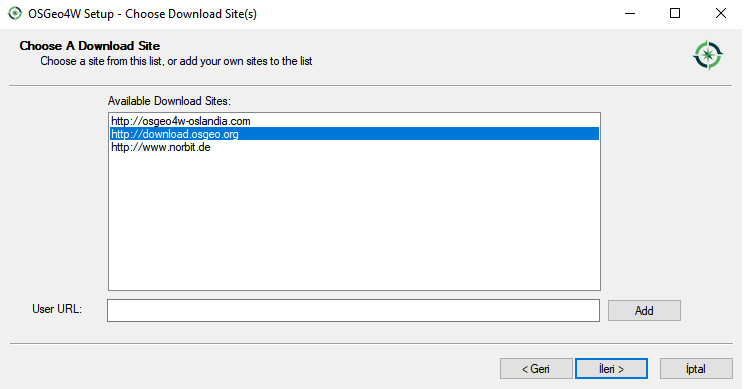 OSGeo4W Setup - Choose Download Site(s)
Choose A Download Site
Choose a site from this list, or add your own sites to the list
Available Download Sites:
http://osgeo4w-oslandia.com
http://download.osgeo.org
http://www.norbit.de
User URL:
Add
< Geri
İleri >
İptal